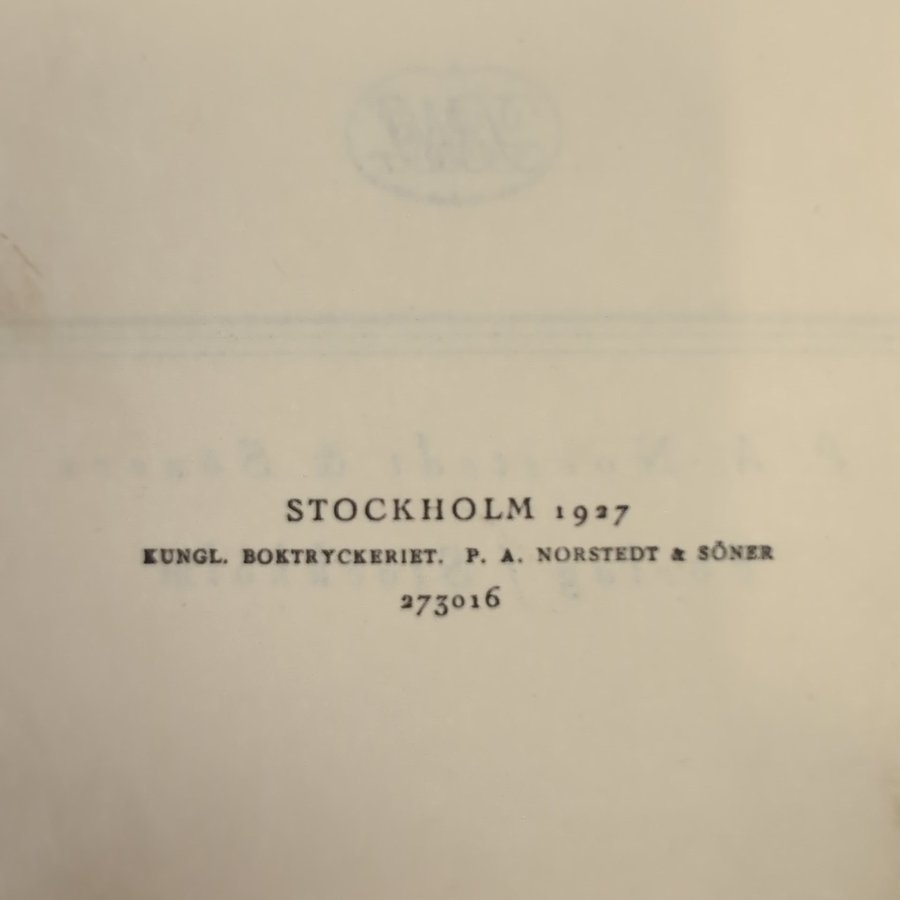 STOCKHOLM 1927
KUNGL. BOKTRYCKERIET. P. A. NORSTEDT & SÖNER
273016